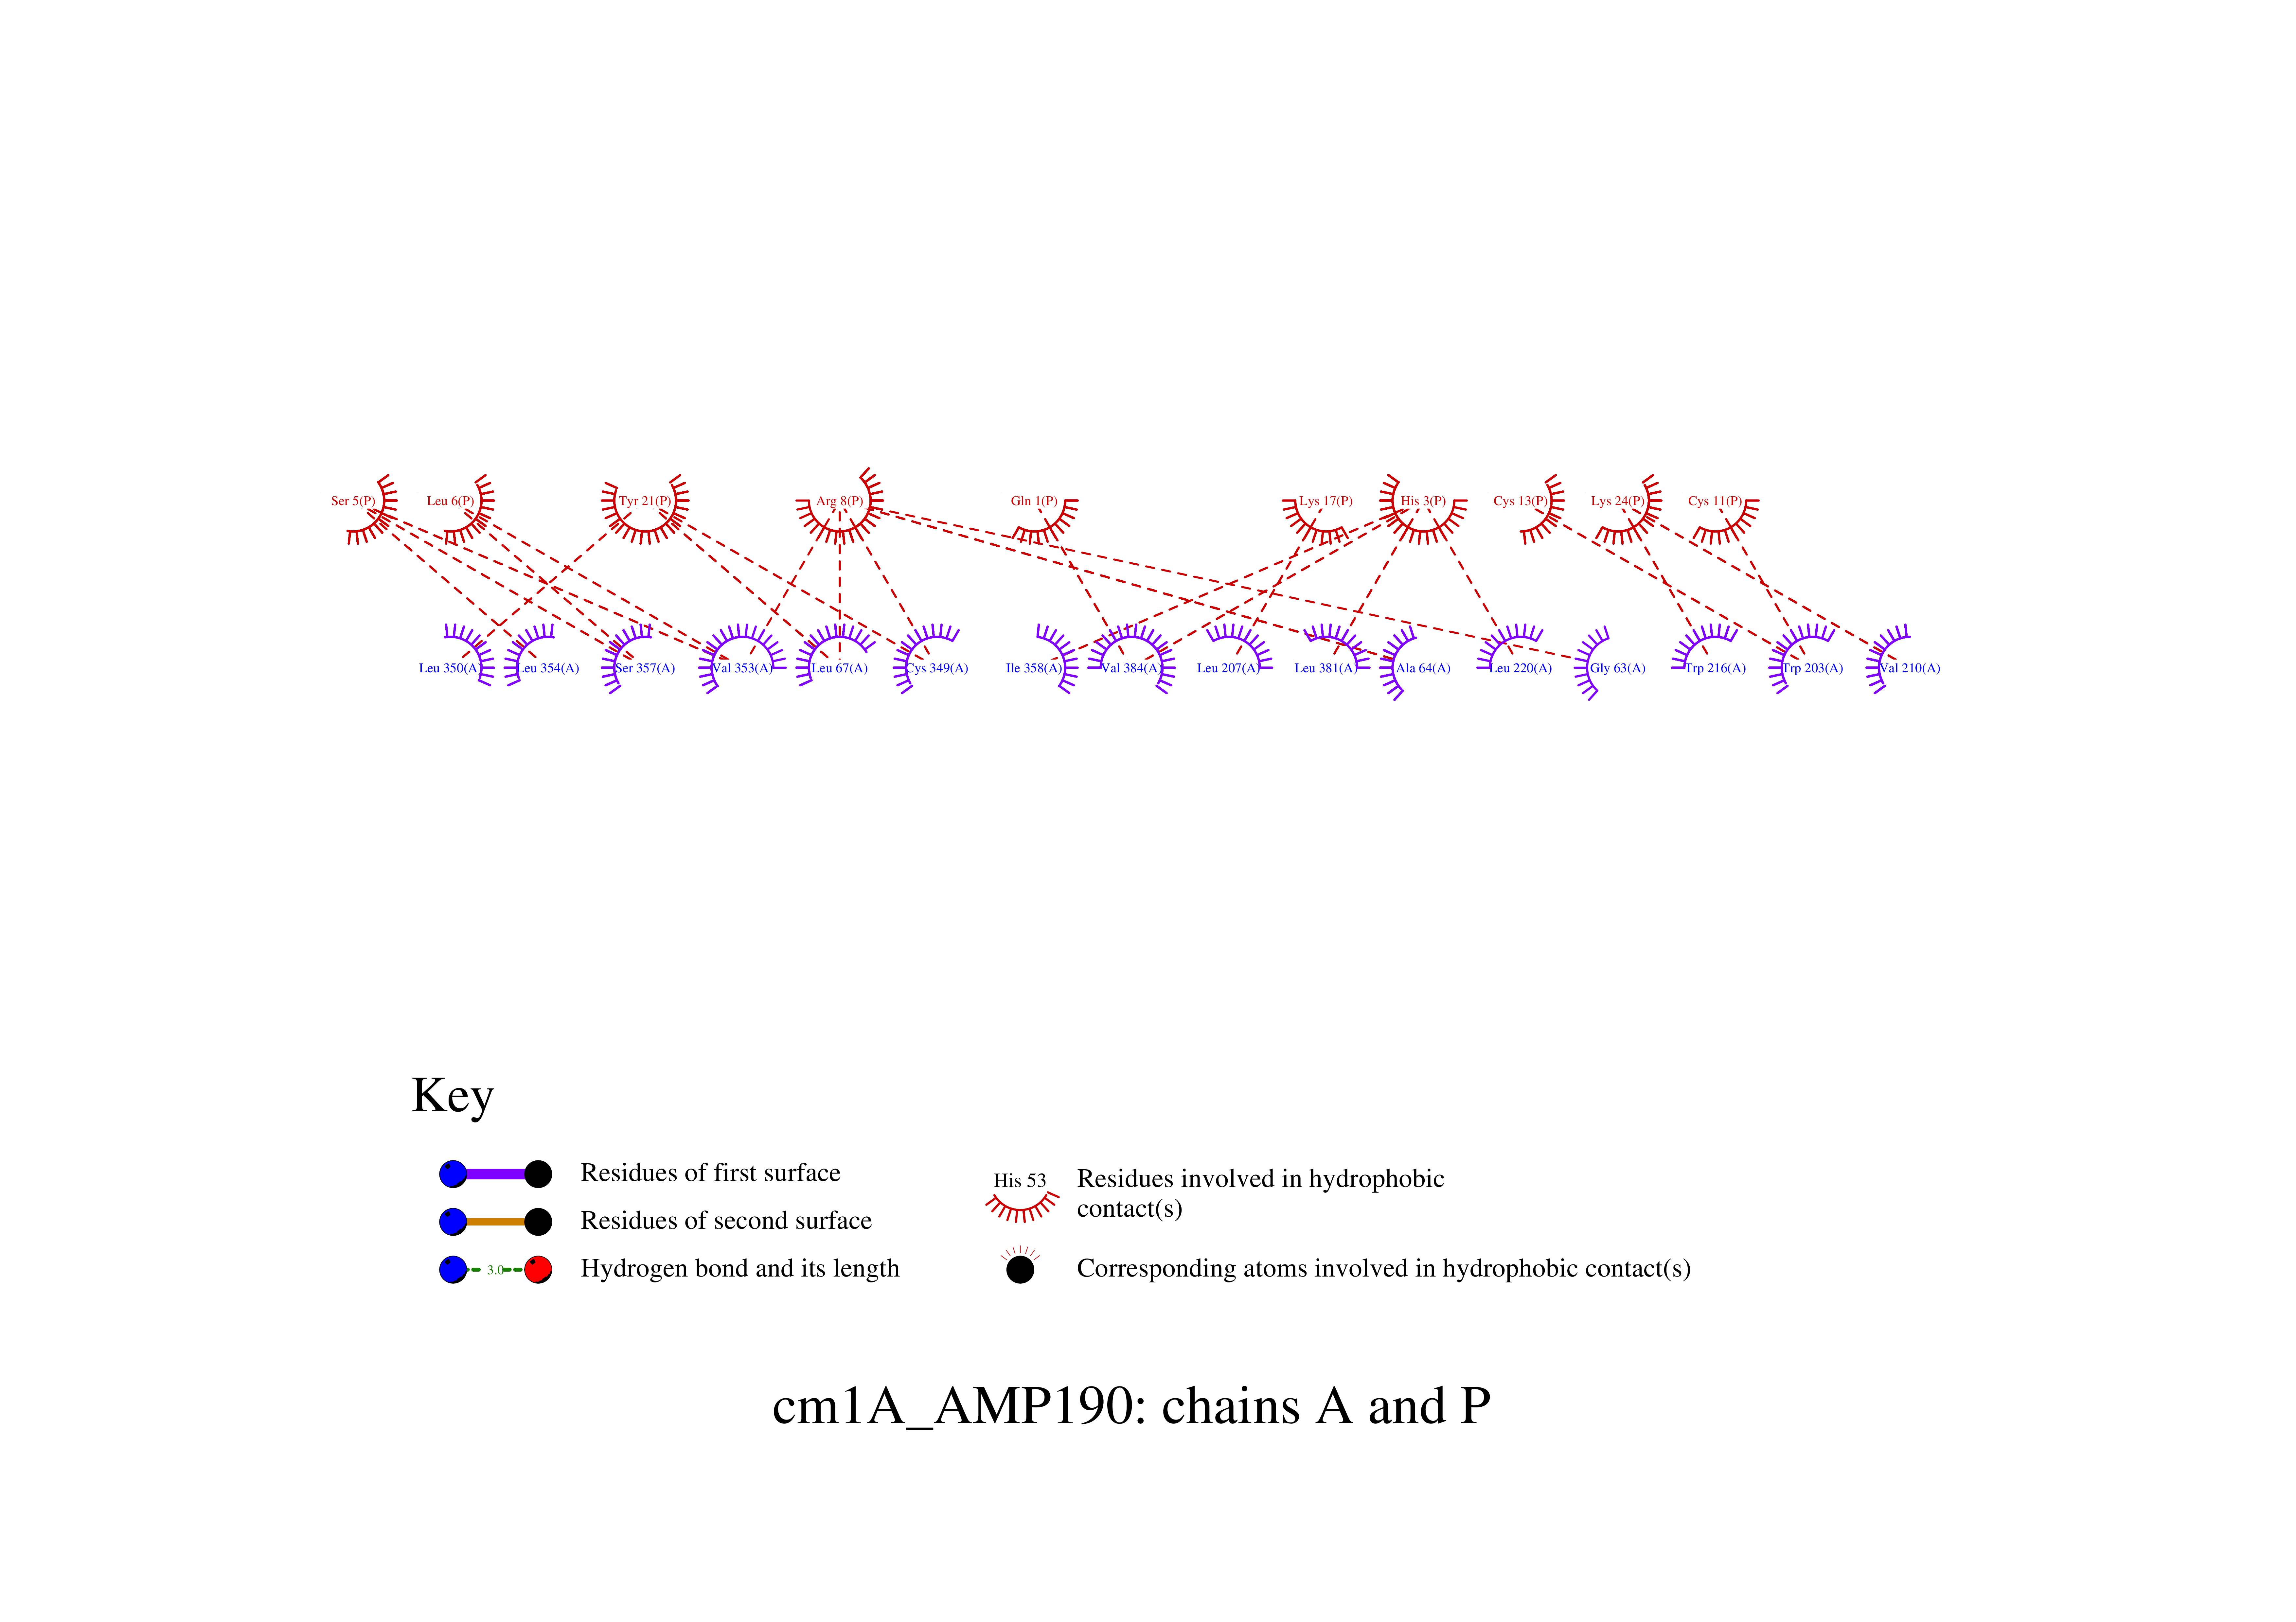 Ser 5(P) Leu 6(P) Tyr 21(P) Arg 8(P) Gln 1(P) Lys 17(P) His 3(P) Cys 13(P) Lys 24(P) Cys 11(P)
Leu 350(A) Leu 354(A) Ser 357(A) Val 353(A) Leu 67(A) Cys 349(A) Ile 358(A) Val 384(A) Leu 207(A) Leu 381(A) Ala 64(A) Leu 220(A) Gly 63(A) Trp 216(A) Trp 203(A) Val 210(A)
Key
Residues of first surface
Residues of second surface
3.0 Hydrogen bond and its length
His 53 Residues involved in hydrophobic
contact(s)
Corresponding atoms involved in hydrophobic contact(s)
cm1A_AMP190: chains A and P